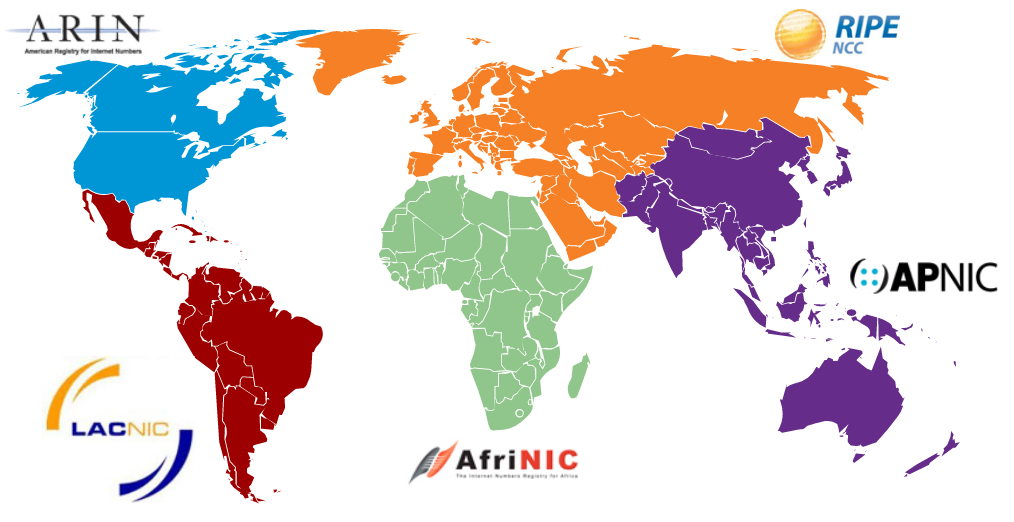 ARIN
American Registry for Internet Numbers
RIPE
NCC
APNIC
LACNIC
AfriNIC
The Internet Numbers Registry for Africa